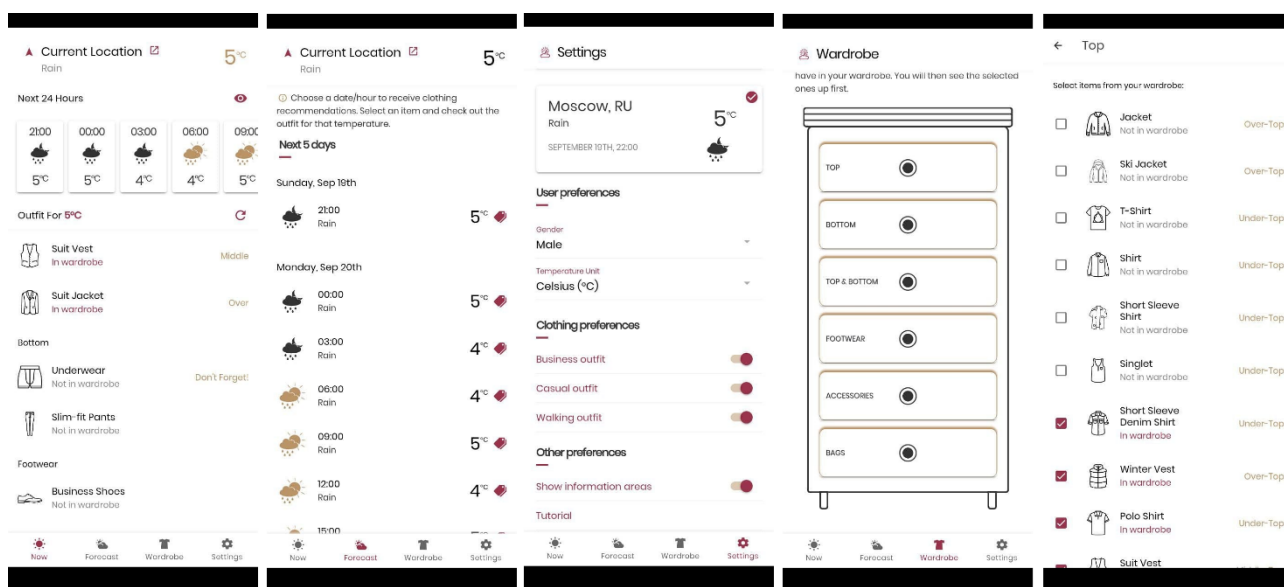 Current Location
Rain
5°C
Next 24 Hours
21:00 00:00 03:00 06:00 09:00
5°C 5°C 4°C 4°C 5°C
Outfit For 5°C
Suit Vest
In wardrobe
Middle
Suit Jacket
In wardrobe
Over
Bottom
Underwear
Not in wardrobe
Don't Forget!
Slim-fit Pants
Not in wardrobe
Footwear
Business Shoes
Not in wardrobe
Now Forecast Wardrobe Settings
Current Location
Rain
5°C
Choose a date/hour to receive clothing
recommendations. Select an item and check out the
outfit for that temperature.
Next 5 days
Sunday, Sep 19th
21:00
Rain
5°C
Monday, Sep 20th
00:00
Rain
5°C
03:00
Rain
4°C
06:00
Rain
4°C
09:00
Rain
5°C
12:00
Rain
4°C
15:00
Now Forecast Wardrobe Settings
Settings
Moscow, RU
Rain
5°C
SEPTEMBER 19TH, 22:00
User preferences
Gender
Male
Temperature Unit
Celsius (°C)
Clothing preferences
Business outfit
Casual outfit
Walking outfit
Other preferences
Show information areas
Tutorial
Now Forecast Wardrobe Settings
Wardrobe
have in your wardrobe. You will then see the selected
ones up first.
TOP
BOTTOM
TOP & BOTTOM
FOOTWEAR
ACCESSORIES
BAGS
Now Forecast Wardrobe Settings
Top
Select items from your wardrobe:
Jacket
Not in wardrobe
Over-Top
Ski Jacket
Not in wardrobe
Over-Top
T-Shirt
Not in wardrobe
Under-Top
Shirt
Not in wardrobe
Under-Top
Short Sleeve
Shirt
Not in wardrobe
Under-Top
Singlet
Not in wardrobe
Under-Top
Short Sleeve
Denim Shirt
In wardrobe
Under-Top
Winter Vest
In wardrobe
Over-Top
Polo Shirt
In wardrobe
Under-Top
Suit Vest